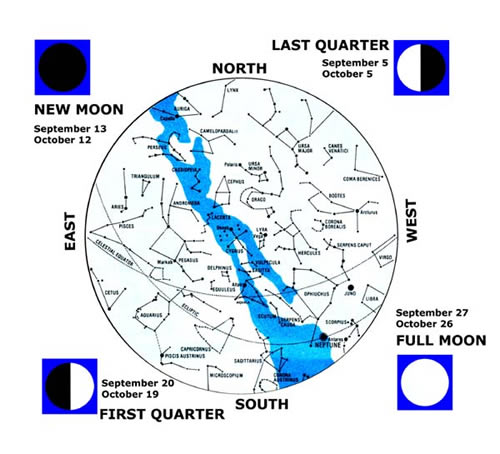 LAST QUARTER
September 5
October 5
NEW MOON
September 13
October 12
NORTH
LYNX
AURIGA
Capella
CAMELOPARDALIS
PERSEUS
URSA
MAJOR
CANES
VENATICI
Polaris
URSA
MINOR
COMA BERENICES
CASSIOPEIA
TRIANGULUM
CEPHEUS
DRACO
BOÖTES
Arcturus
ARIES
ANDROMEDA
LACERTA
Deneb
LYRA
Vega
CORONA
BOREALIS
EAST
WEST
PISCES
CYGNUS
HERCULES
SERPENS CAPUT
VIRGO
CELESTIAL EQUATOR
Markab
PEGASUS
VULPECULA
SAGITTA
DELPHINUS
EQUULEUS
Altair
AQUILA
OPHIUCHUS
JUNO
LIBRA
CETUS
ECLIPTIC
AQUARIUS
SCUTUM
SERPENS
CAUDA
SCORPIUS
Antares
NEPTUNE
CAPRICORNUS
PISCIS AUSTRINUS
SAGITTARIUS
MICROSCOPIUM
CORONA
AUSTRINUS
SOUTH
September 27
October 26
FULL MOON
September 20
October 19
FIRST QUARTER